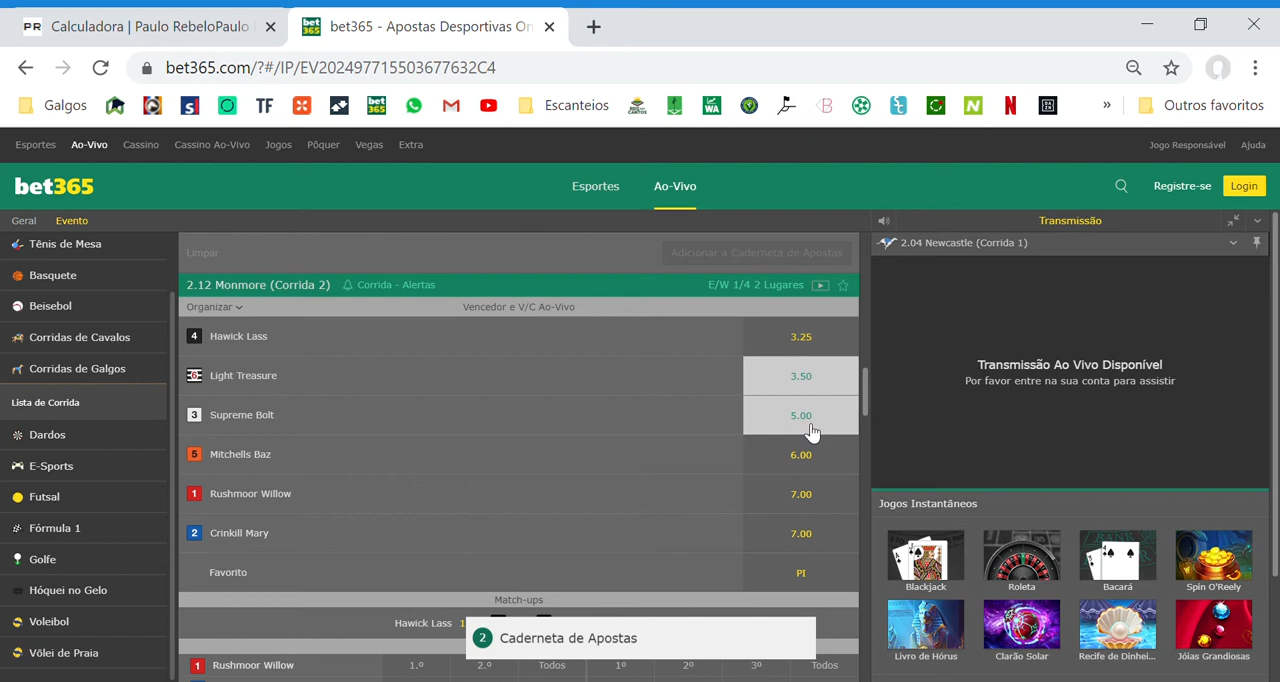 PR Calculadora | Paulo RebeloPaulo
bet365 bet365 - Apostas Desportivas On
bet365.com/?#/IP/EV202497715503677632C4
Galgos TF bet365 Escanteios WA N N DAZN » Outros favoritos
Esportes Ao-Vivo Cassino Cassino Ao-Vivo Jogos Pôquer Vegas Extra Jogo Responsável Ajuda
bet365 Esportes Ao-Vivo Registre-se Login
Geral Evento Transmissão
Tênis de Mesa
Basquete
Beisebol
Corridas de Cavalos
Corridas de Galgos
Lista de Corrida
Dardos
E-Sports
Futsal
Fórmula 1
Golfe
Hóquei no Gelo
Voleibol
Vôlei de Praia
Limpar Adicionar a Caderneta de Apostas
2.12 Monmore (Corrida 2) Corrida - Alertas E/W 1/4 2 Lugares
Organizar Vencedor e V/C Ao-Vivo
4 Hawick Lass 3.25
6 Light Treasure 3.50
3 Supreme Bolt 5.00
5 Mitchells Baz 6.00
1 Rushmoor Willow 7.00
2 Crinkill Mary 7.00
Favorito PI
Match-ups
Hawick Lass
2 Caderneta de Apostas
1 Rushmoor Willow 1.º 2.º Todos 1º 2º 3º Todos
2.04 Newcastle (Corrida 1)
Transmissão Ao Vivo Disponível
Por favor entre na sua conta para assistir
Jogos Instantâneos
Blackjack Roleta Bacará Spin O'Reely
Livro de Hórus Clarão Solar Recife de Dinhei... Jóias Grandiosas